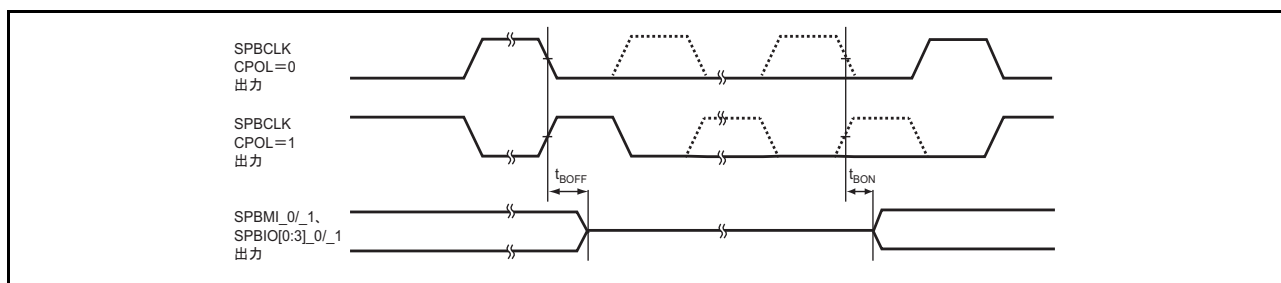 SPBCLK
CPOL=0
出力
SPBCLK
CPOL=1
出力
tBOFF
tBON
SPBMI_0/_1、
SPBIO[0:3]_0/_1
出力